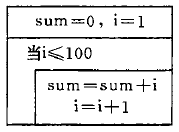 sum=0, i=1
当i≤100
sum=sum+i
i=i+1